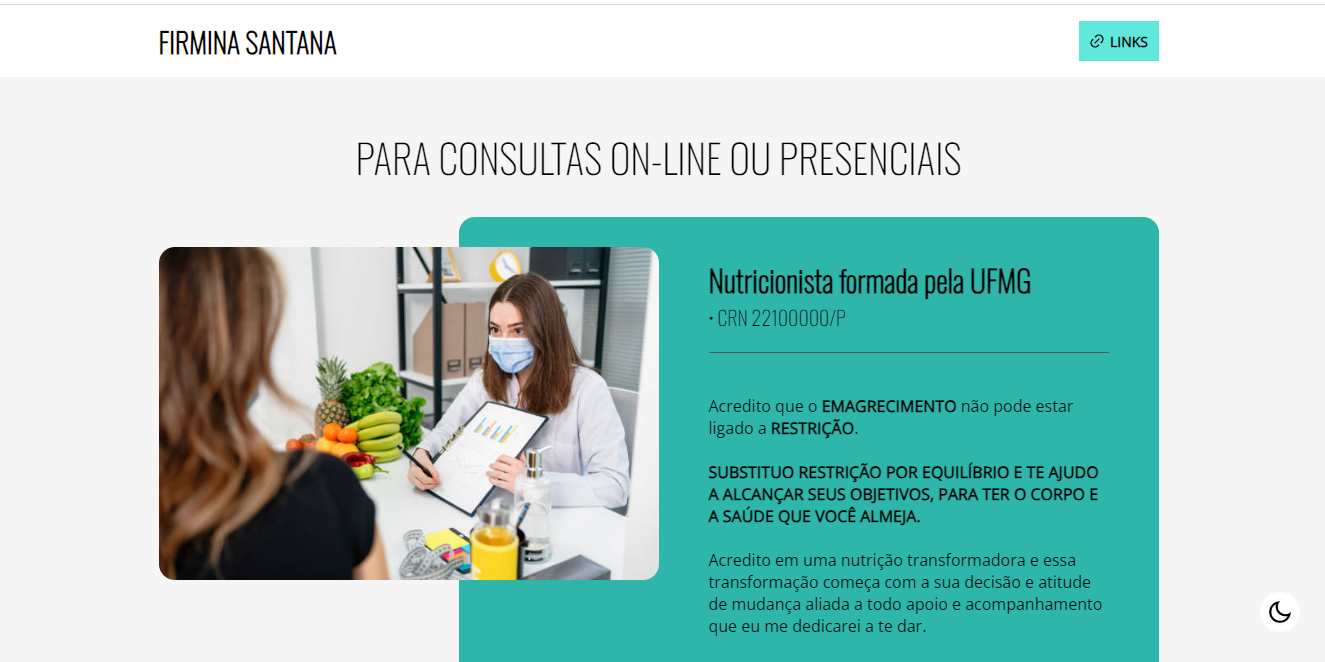 FIRMINA SANTANA
LINKS
PARA CONSULTAS ON-LINE OU PRESENCIAIS
Nutricionista formada pela UFMG
• CRN 22100000/P
Acredito que o EMAGRECIMENTO não pode estar
ligado a RESTRIÇÃO.
SUBSTITUO RESTRIÇÃO POR EQUILÍBRIO E TE AJUDO
A ALCANÇAR SEUS OBJETIVOS, PARA TER O CORPO E
A SAÚDE QUE VOCÊ ALMEJA.
Acredito em uma nutrição transformadora e essa
transformação começa com a sua decisão e atitude
de mudança aliada a todo apoio e acompanhamento
que eu me dedicarei a te dar.